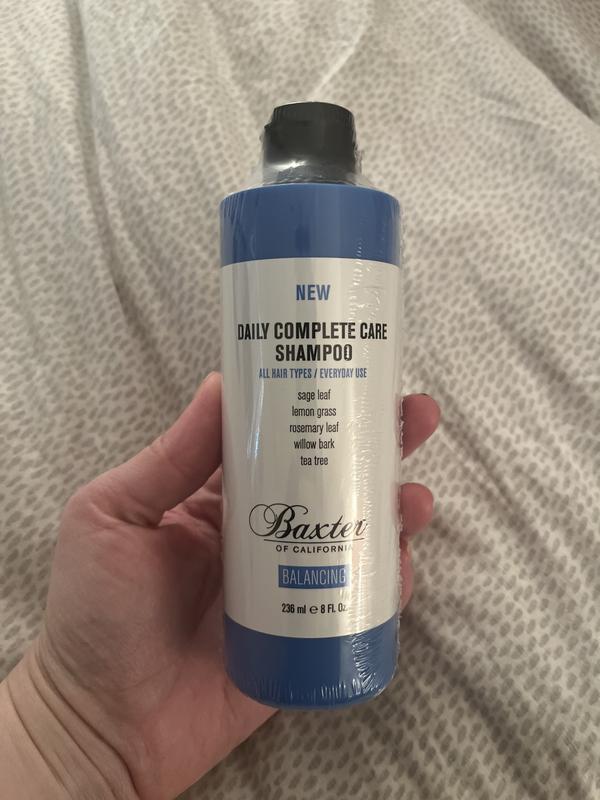 NEW
DAILY COMPLETE CARE
SHAMPOO
ALL HAIR TYPES / EVERYDAY USE
sage leaf
lemon grass
rosemary leaf
willow bark
tea tree
Baxter
OF CALIFORNIA
BALANCING
236 ml ℮ 8 Fl. Oz.